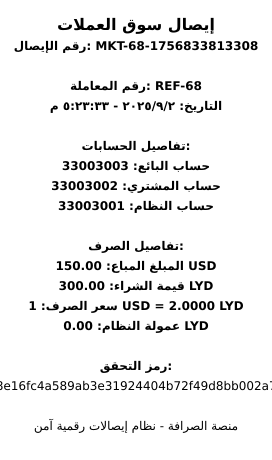 إيصال سوق العملات
رقم الإيصال: MKT-68-1756833813308
رقم المعاملة: REF-68
التاريخ: ٢٠٢٥/٩/٢ - ٥:٢٣:٣٣ م
تفاصيل الحسابات:
حساب البائع: 33003003
حساب المشتري: 33003002
حساب النظام: 33003001
تفاصيل الصرف:
المبلغ المباع: 150.00 USD
قيمة الشراء: 300.00 LYD
سعر الصرف: 1 USD = 2.0000 LYD
عمولة النظام: 0.00 LYD
رمز التحقق:
3e16fc4a589ab3e31924404b72f49d8bb002a7
منصة الصرافة - نظام إيصالات رقمية آمن